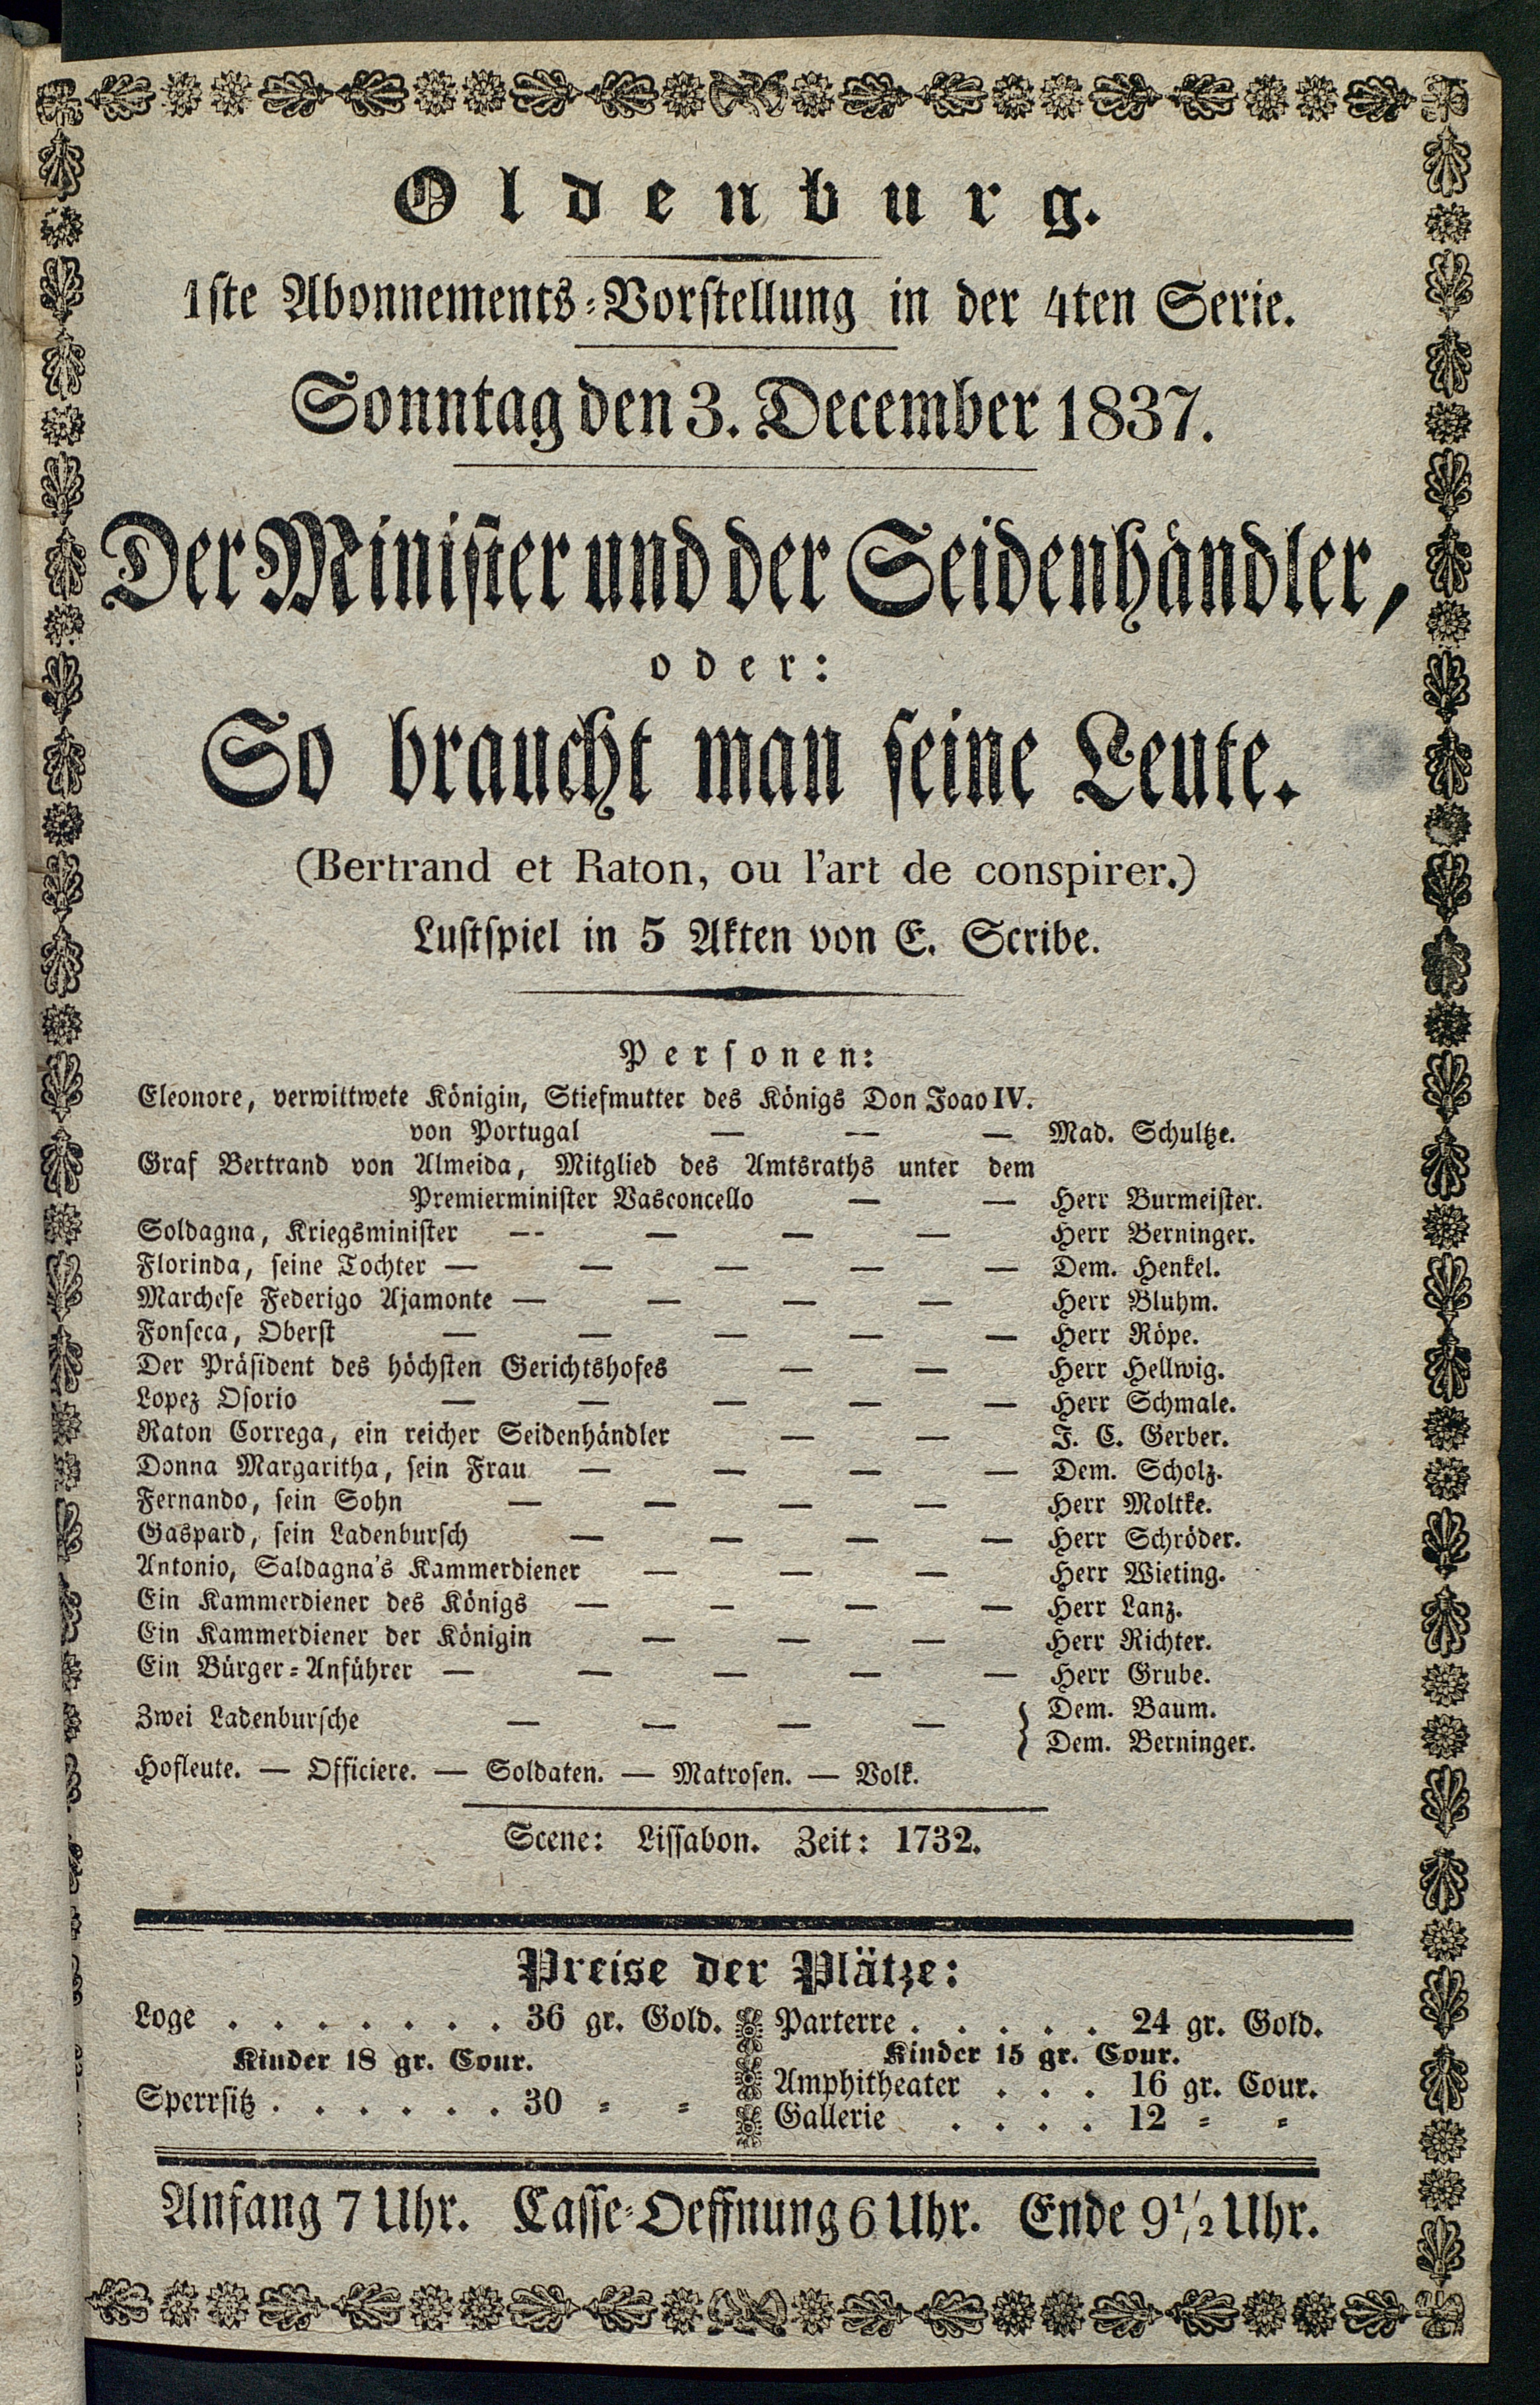 Oldenburg.
1ste Abonnements-Vorstellung in der 4ten Serie.
Sonntag den 3. December 1837.
Der Minister und der Seidenhändler,
oder:
So braucht man seine Leute.
(Bertrand et Raton, ou l'art de conspirer.)
Lustspiel in 5 Akten von E. Scribe.
Personen:
Eleonore, verwittwete Königin, Stiefmutter des Königs Don Joao IV.
von Portugal — — — Mad. Schultze.
Graf Bertrand von Almeida, Mitglied des Amtsraths unter dem
Premierminister Vasconcello — — Herr Burmeister.
Soldagna, Kriegsminister — — — — Herr Berninger.
Florinda, seine Tochter — — — — — Dem. Henkel.
Marchese Federigo Ajamonte — — — — Herr Bluhm.
Fonseca, Oberst — — — — — Herr Röpe.
Der Präsident des höchsten Gerichtshofes — — Herr Hellwig.
Lopez Osorio — — — — — Herr Schmale.
Raton Correga, ein reicher Seidenhändler — — J. C. Gerber.
Donna Margaritha, sein Frau — — — — Dem. Scholz.
Fernando, sein Sohn — — — — Herr Moltke.
Gaspard, sein Ladenbursch — — — — Herr Schröder.
Antonio, Saldagna's Kammerdiener — — — Herr Wieting.
Ein Kammerdiener des Königs — — — — Herr Lanz.
Ein Kammerdiener der Königin — — — Herr Richter.
Ein Bürger-Anführer — — — — — Herr Grube.
Zwei Ladenbursche — — — — } Dem. Baum.
Dem. Berninger.
Hofleute. — Officiere. — Soldaten. — Matrosen. — Volk.
Scene: Lissabon. Zeit: 1732.
Preise der Plätze:
Loge . . . . . . . 36 gr. Gold.
Kinder 18 gr. Cour.
Sperrsitz . . . . . . 30 = =
Parterre . . . . . 24 gr. Gold.
Kinder 15 gr. Cour.
Amphitheater . . . 16 gr. Cour.
Gallerie . . . . 12 = =
Anfang 7 Uhr. Casse-Oeffnung 6 Uhr. Ende 9 1/2 Uhr.